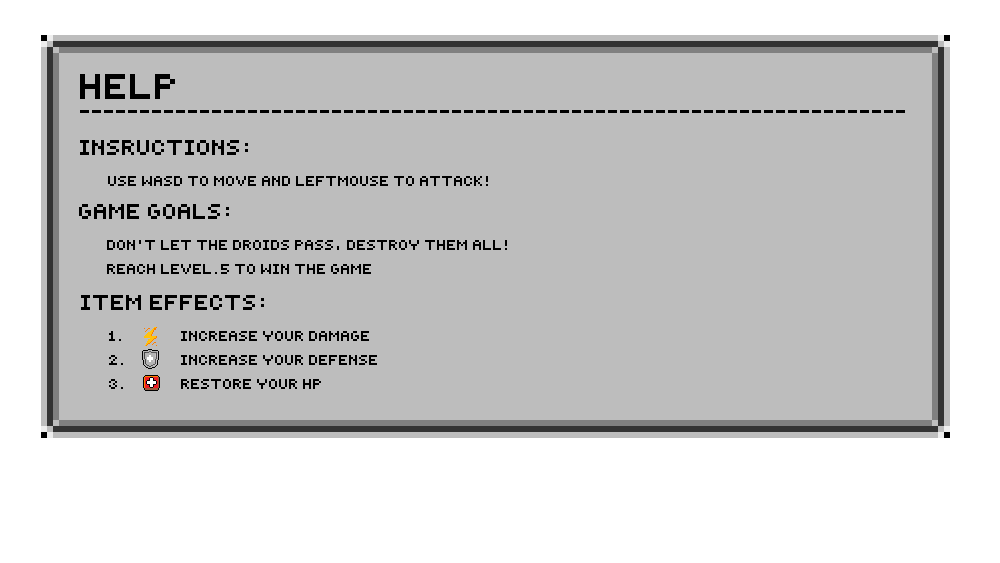 HELP
INSRUCTIONS:
USE WASD TO MOVE AND LEFTMOUSE TO ATTACK!
GAME GOALS:
DON'T LET THE DROIDS PASS, DESTROY THEM ALL!
REACH LEVEL.5 TO WIN THE GAME
ITEM EFFECTS:
1. INCREASE YOUR DAMAGE
2. INCREASE YOUR DEFENSE
3. RESTORE YOUR HP